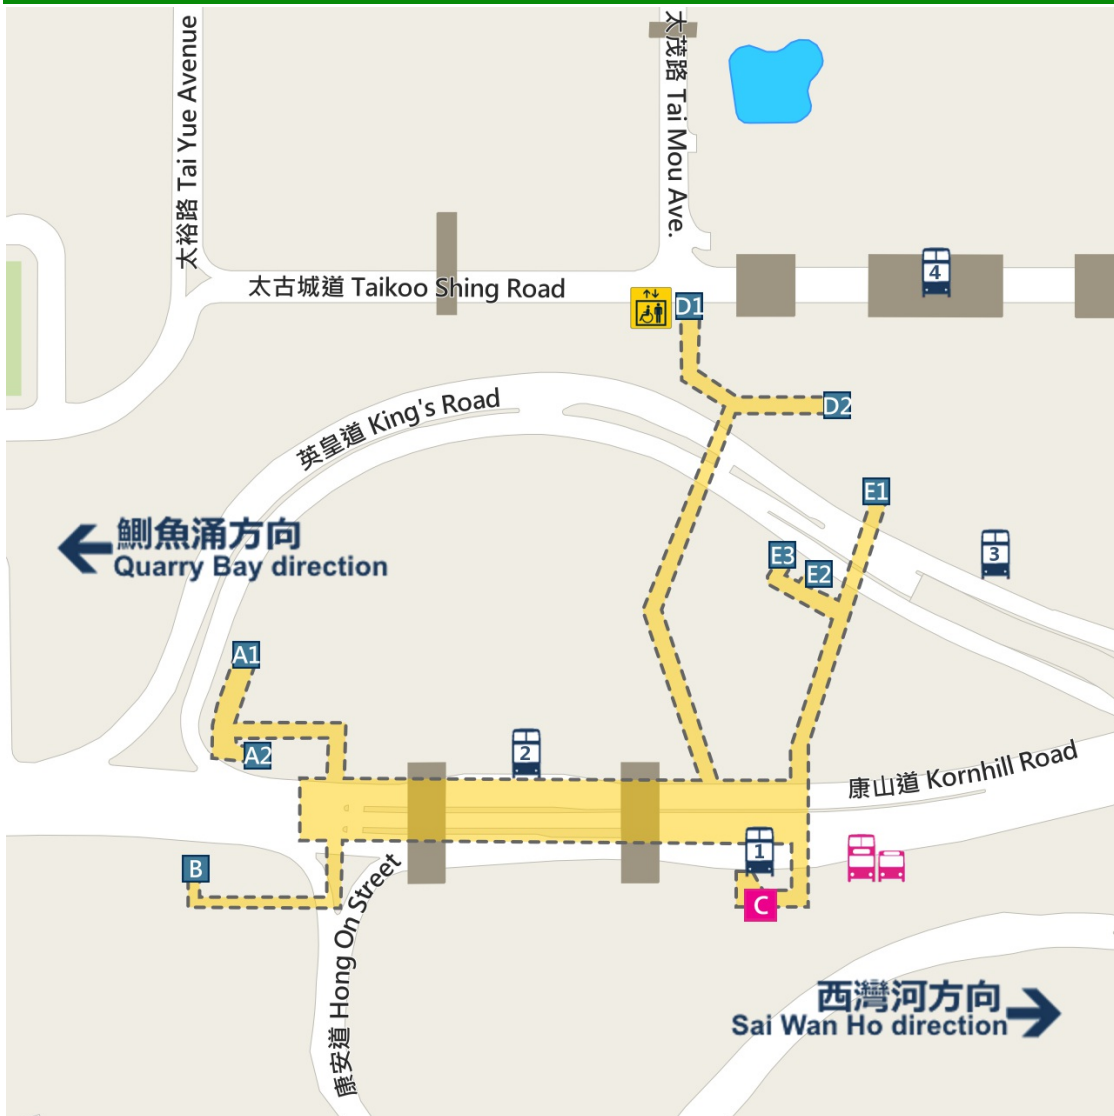 太裕路 Tai Yue Avenue
太茂路 Tai Mou Ave.
太古城道 Taikoo Shing Road
4
D1
D2
英皇道 King's Road
E1
鰂魚涌方向
Quarry Bay direction
3
E3
E2
A1
A2
2
康山道 Kornhill Road
1
B
C
康安道 Hong On Street
西灣河方向
Sai Wan Ho direction